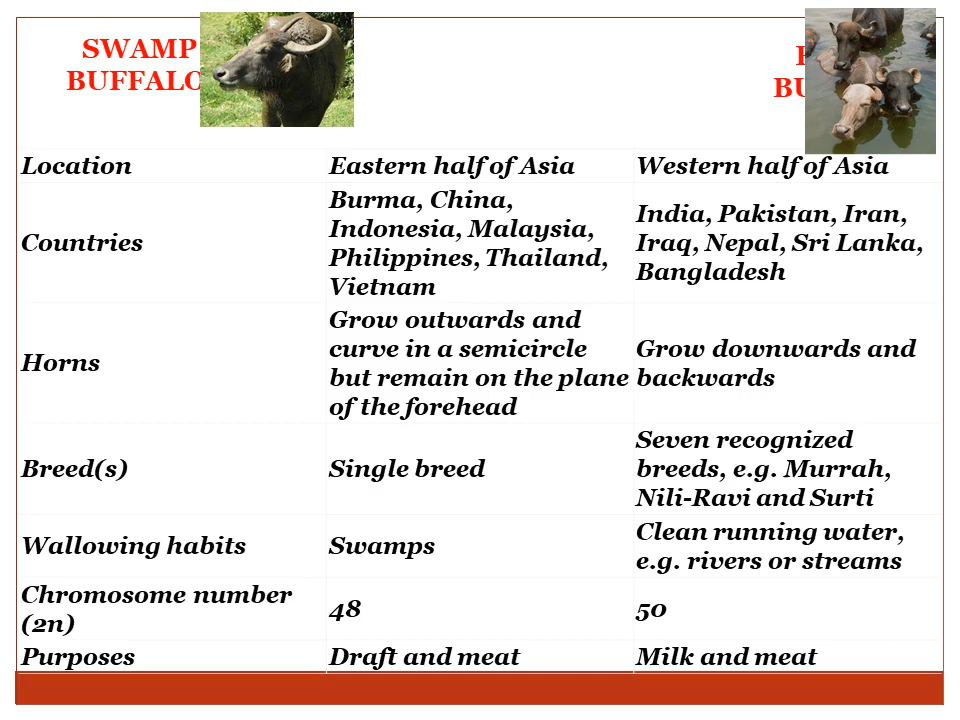 SWAMP
BUFFALO
BU
Location Eastern half of Asia Western half of Asia
Countries
Burma, China,
Indonesia, Malaysia,
Philippines, Thailand,
Vietnam
India, Pakistan, Iran,
Iraq, Nepal, Sri Lanka,
Bangladesh
Horns
Grow outwards and
curve in a semicircle
but remain on the plane
of the forehead
Grow downwards and
backwards
Breed(s)
Single breed
Seven recognized
breeds, e.g. Murrah,
Nili-Ravi and Surti
Wallowing habits
Swamps
Clean running water,
e.g. rivers or streams
Chromosome number
(2n)
48
50
Purposes Draft and meat Milk and meat